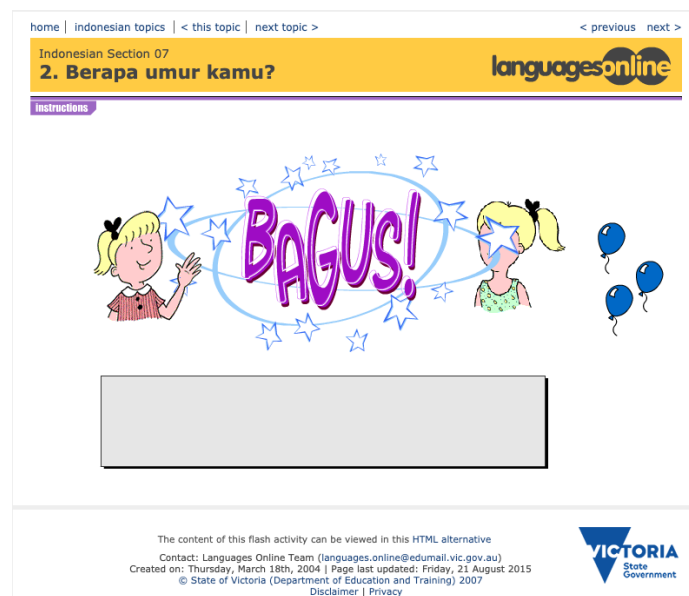 home | indonesian topics | < this topic | next topic >
< previous next >
Indonesian Section 07
2. Berapa umur kamu?
languagesonline
instructions
BAGUS!
The content of this flash activity can be viewed in this HTML alternative
Contact: Languages Online Team (languages.online@edumail.vic.gov.au)
Created on: Thursday, March 18th, 2004 | Page last updated: Friday, 21 August 2015
© State of Victoria (Department of Education and Training) 2007
Disclaimer | Privacy
VICTORIA
State
Government